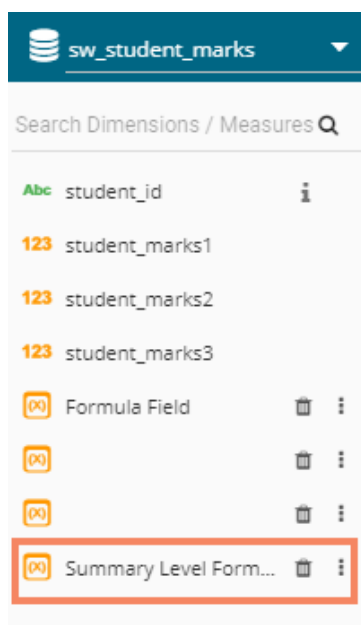 sw_student_marks
Search Dimensions / Measures
Abc student_id i
123 student_marks1
123 student_marks2
123 student_marks3
(x) Formula Field
(x)
(x)
(x) Summary Level Form...